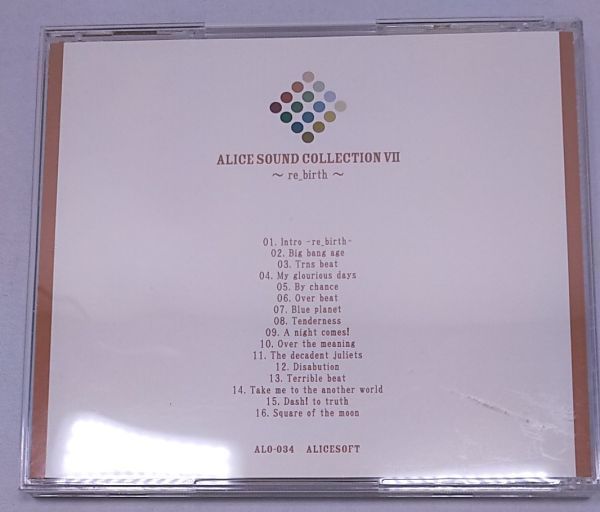 ALICE SOUND COLLECTION VII
～ re_birth ～
01. Intro -re_birth-
02. Big bang age
03. Trns beat
04. My glourious days
05. By chance
06. Over beat
07. Blue planet
08. Tenderness
09. A night comes!
10. Over the meaning
11. The decadent juliets
12. Disabution
13. Terrible beat
14. Take me to the another world
15. Dash! to truth
16. Square of the moon
ALO-034 ALICESOFT